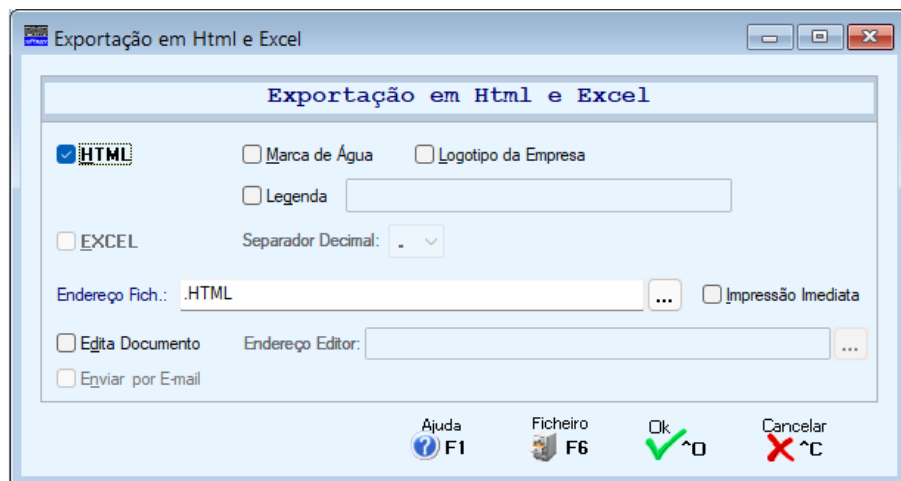 Exportação em Html e Excel
Exportação em Html e Excel
HTML Marca de Água Logotipo da Empresa
Legenda
EXCEL Separador Decimal: .
Endereço Fich.: .HTML ... Impressão Imediata
Edita Documento Endereço Editor: ...
Enviar por E-mail
Ajuda Ficheiro Ok Cancelar
F1 F6 ^O ^C